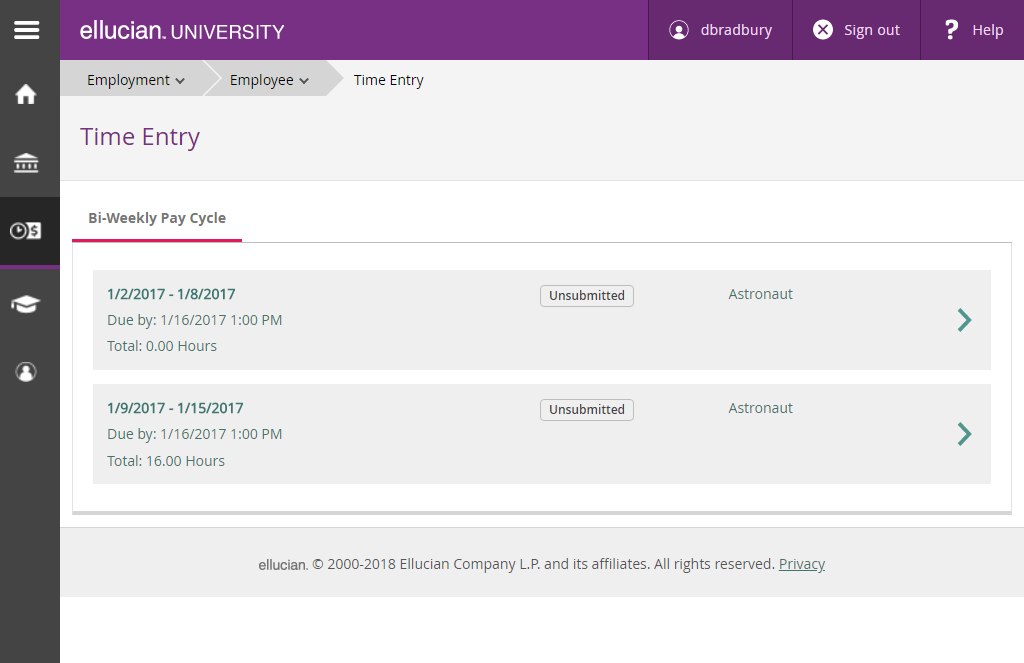 ellucian. UNIVERSITY
dbradbury
Sign out
? Help
Employment
Employee
Time Entry
Time Entry
Bi-Weekly Pay Cycle
1/2/2017 - 1/8/2017
Unsubmitted
Astronaut
Due by: 1/16/2017 1:00 PM
Total: 0.00 Hours
1/9/2017 - 1/15/2017
Unsubmitted
Astronaut
Due by: 1/16/2017 1:00 PM
Total: 16.00 Hours
ellucian. © 2000-2018 Ellucian Company L.P. and its affiliates. All rights reserved. Privacy